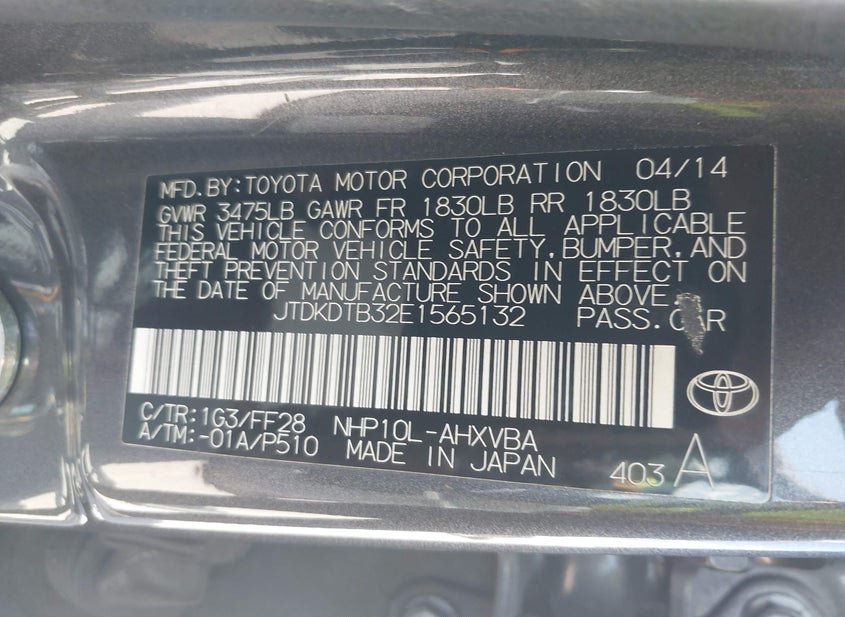 MFD. BY: TOYOTA MOTOR CORPORATION 04/14
GVWR 3475LB GAWR FR 1830LB RR 1830LB
THIS VEHICLE CONFORMS TO ALL APPLICABLE
FEDERAL MOTOR VEHICLE SAFETY, BUMPER, AND
THEFT PREVENTION STANDARDS IN EFFECT ON
THE DATE OF MANUFACTURE SHOWN ABOVE.
JTDKDTB32E1565132 PASS. CAR
C/TR: 1G3/FF28 NHP10L-AHXVBA
A/TM: -01A/P510 MADE IN JAPAN
403 A